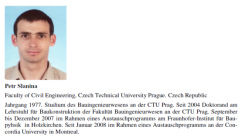 Petr Slanina
Faculty of Civil Engineering, Czech Technical University Prague, Czech Republic
Jahrgang 1977. Studium des Bauingenieurwesens an der CTU Prag. Seit 2004 Doktorand am
Lehrstuhl für Baukonstruktion der Fakultät Bauingenieurwesen an der CTU Prag. September
bis Dezember 2007 im Rahmen eines Austauschprogramms am Fraunhofer-Institut für Bau-
pyhsik in Holzkirchen. Seit Januar 2008 im Rahmen eines Austauschprogramms an der Con-
cordia University in Montreal.